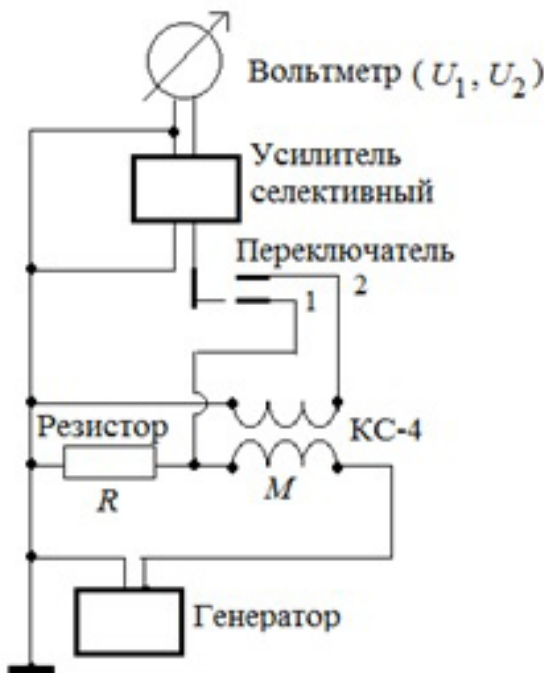 Вольтметр (U₁, U₂)
Усилитель
селективный
Переключатель
2
1
КС-4
Резистор
R
M
Генератор